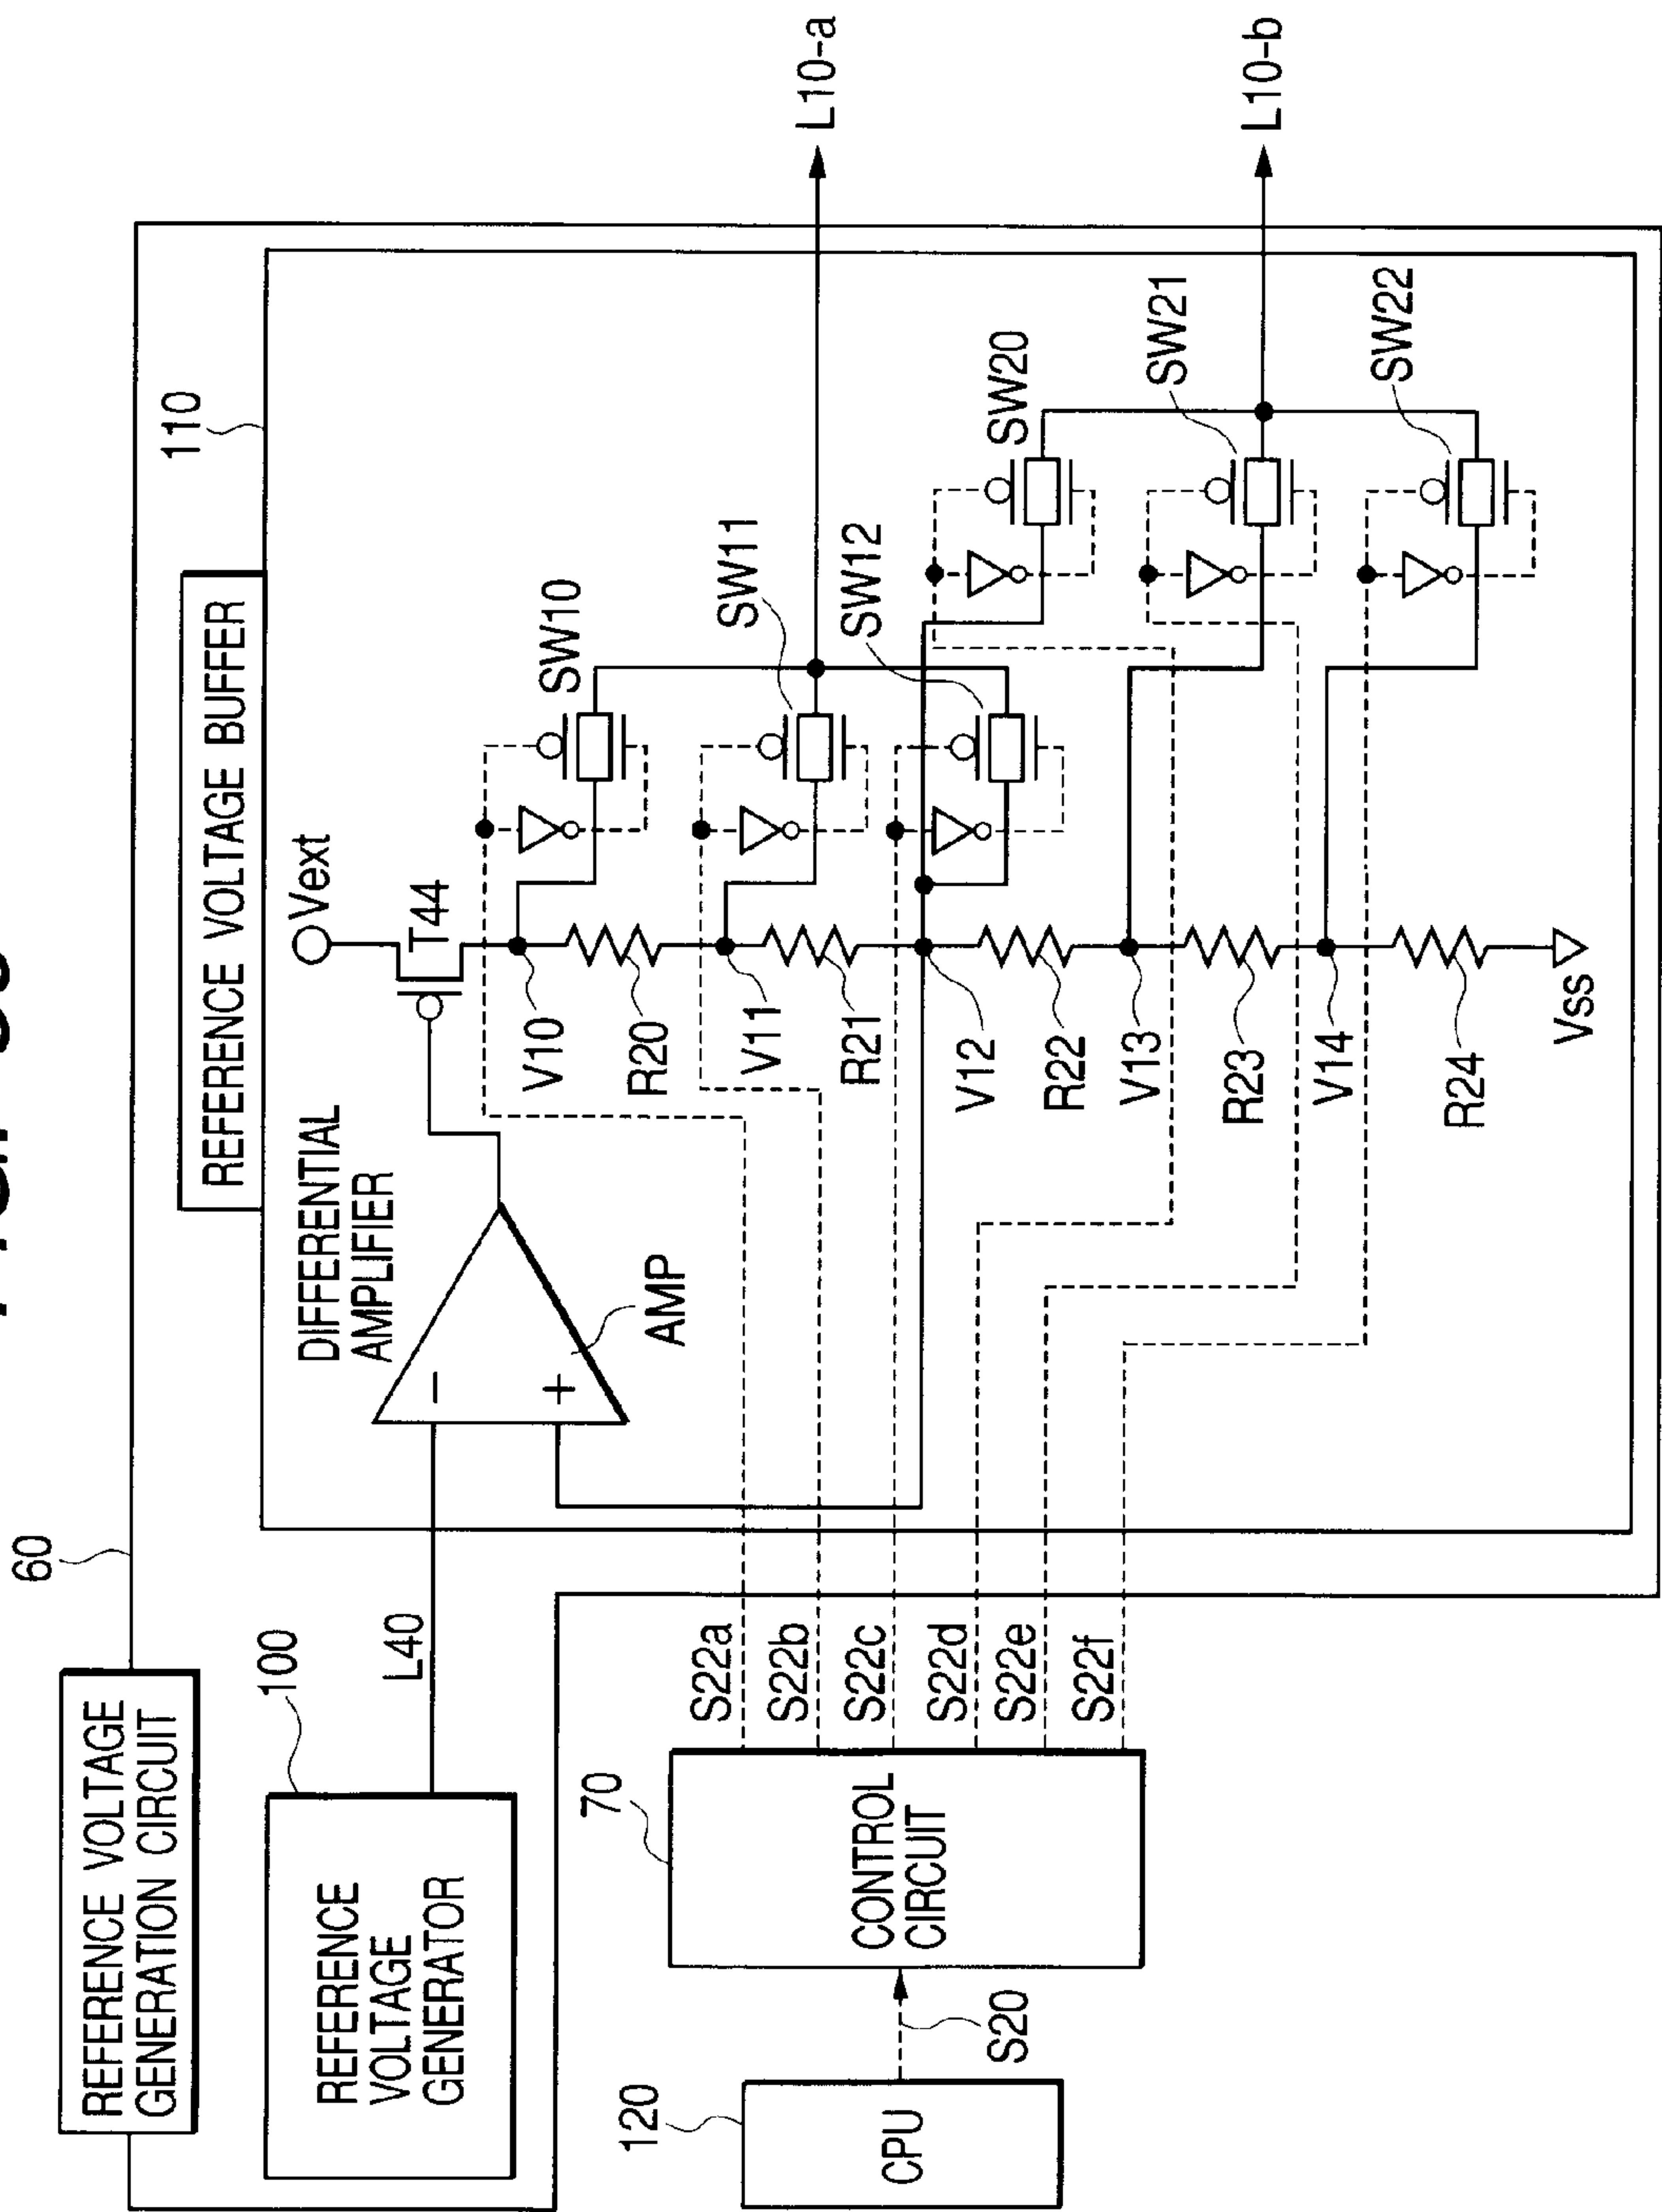 60
REFERENCE VOLTAGE
GENERATION CIRCUIT
100
REFERENCE
VOLTAGE
GENERATOR
L40
110
REFERENCE VOLTAGE BUFFER
DIFFERENTIAL
AMPLIFIER
-
+
AMP
Vext
T44
V10
R20
V11
R21
V12
R22
V13
R23
V14
R24
Vss
SW10
SW11
SW12
SW20
SW21
SW22
L10-a
L10-b
70
CONTROL
CIRCUIT
S22a
S22b
S22c
S22d
S22e
S22f
120
CPU
S20